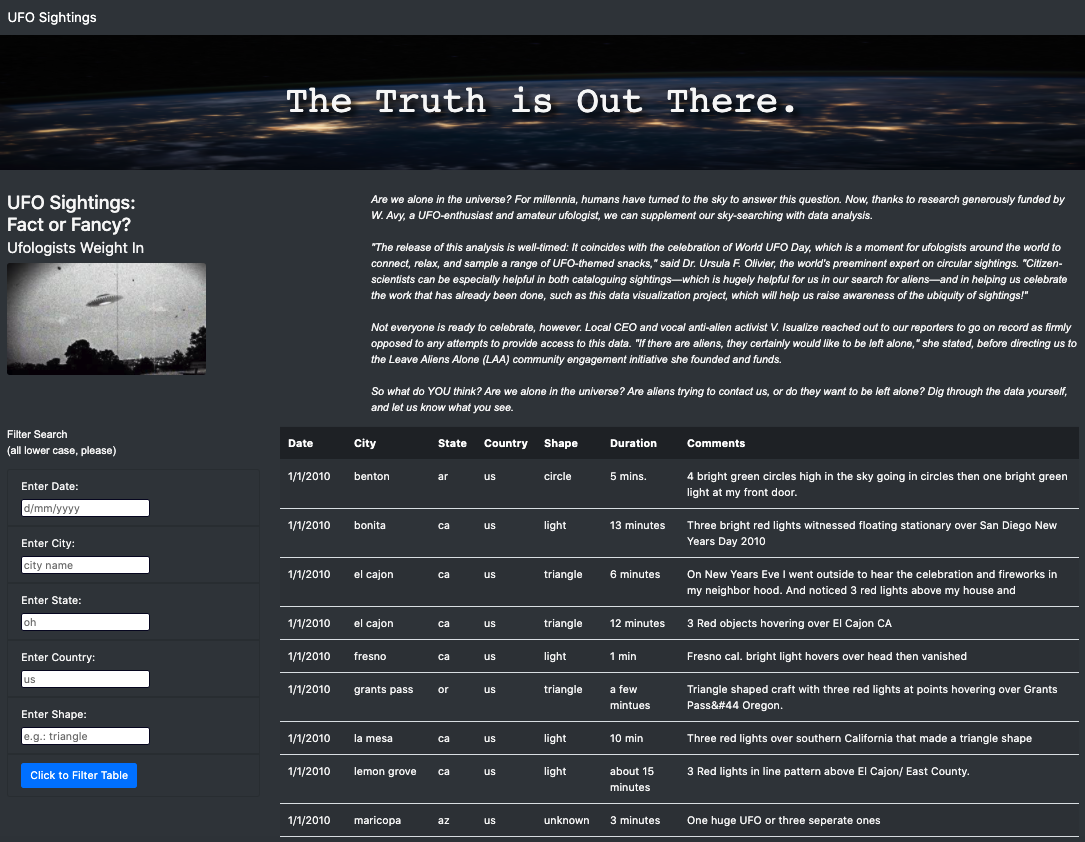 UFO Sightings
The Truth is Out There.
UFO Sightings:
Fact or Fancy?
Ufologists Weight In
Are we alone in the universe? For millennia, humans have turned to the sky to answer this question. Now, thanks to research generously funded by
W. Avy, a UFO-enthusiast and amateur ufologist, we can supplement our sky-searching with data analysis.
"The release of this analysis is well-timed: It coincides with the celebration of World UFO Day, which is a moment for ufologists around the world to
connect, relax, and sample a range of UFO-themed snacks," said Dr. Ursula F. Olivier, the world's preeminent expert on circular sightings. "Citizen-
scientists can be especially helpful in both cataloguing sightings—which is hugely helpful for us in our search for aliens—and in helping us celebrate
the work that has already been done, such as this data visualization project, which will help us raise awareness of the ubiquity of sightings!"
Not everyone is ready to celebrate, however. Local CEO and vocal anti-alien activist V. Isualize reached out to our reporters to go on record as firmly
opposed to any attempts to provide access to this data. "If there are aliens, they certainly would like to be left alone," she stated, before directing us to
the Leave Aliens Alone (LAA) community engagement initiative she founded and funds.
So what do YOU think? Are we alone in the universe? Are aliens trying to contact us, or do they want to be left alone? Dig through the data yourself,
and let us know what you see.
Filter Search
(all lower case, please)
Enter Date:
d/mm/yyyy
Enter City:
city name
Enter State:
oh
Enter Country:
us
Enter Shape:
e.g.: triangle
Click to Filter Table
Date City State Country Shape Duration Comments
1/1/2010 benton ar us circle 5 mins. 4 bright green circles high in the sky going in circles then one bright green
light at my front door.
1/1/2010 bonita ca us light 13 minutes Three bright red lights witnessed floating stationary over San Diego New
Years Day 2010
1/1/2010 el cajon ca us triangle 6 minutes On New Years Eve I went outside to hear the celebration and fireworks in
my neighbor hood. And noticed 3 red lights above my house and
1/1/2010 el cajon ca us triangle 12 minutes 3 Red objects hovering over El Cajon CA
1/1/2010 fresno ca us light 1 min Fresno cal. bright light hovers over head then vanished
1/1/2010 grants pass or us triangle a few Triangle shaped craft with three red lights at points hovering over Grants
mintues Pass&#44 Oregon.
1/1/2010 la mesa ca us light 10 min Three red lights over southern California that made a triangle shape
1/1/2010 lemon grove ca us light about 15 3 Red lights in line pattern above El Cajon/ East County.
minutes
1/1/2010 maricopa az us unknown 3 minutes One huge UFO or three seperate ones